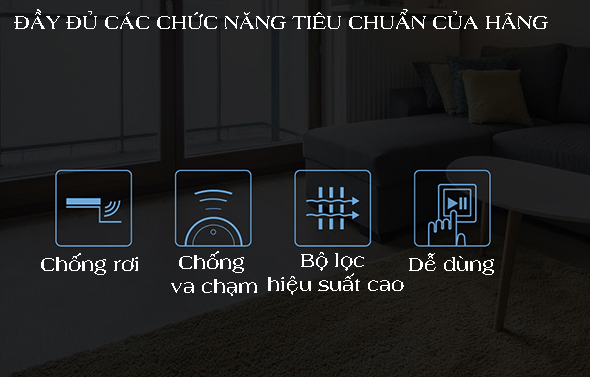 ĐẦY ĐỦ CÁC CHỨC NĂNG TIÊU CHUẨN CỦA HÃNG
Chống rơi
Chống
va chạm
Bộ lọc
hiệu suất cao
Dễ dùng